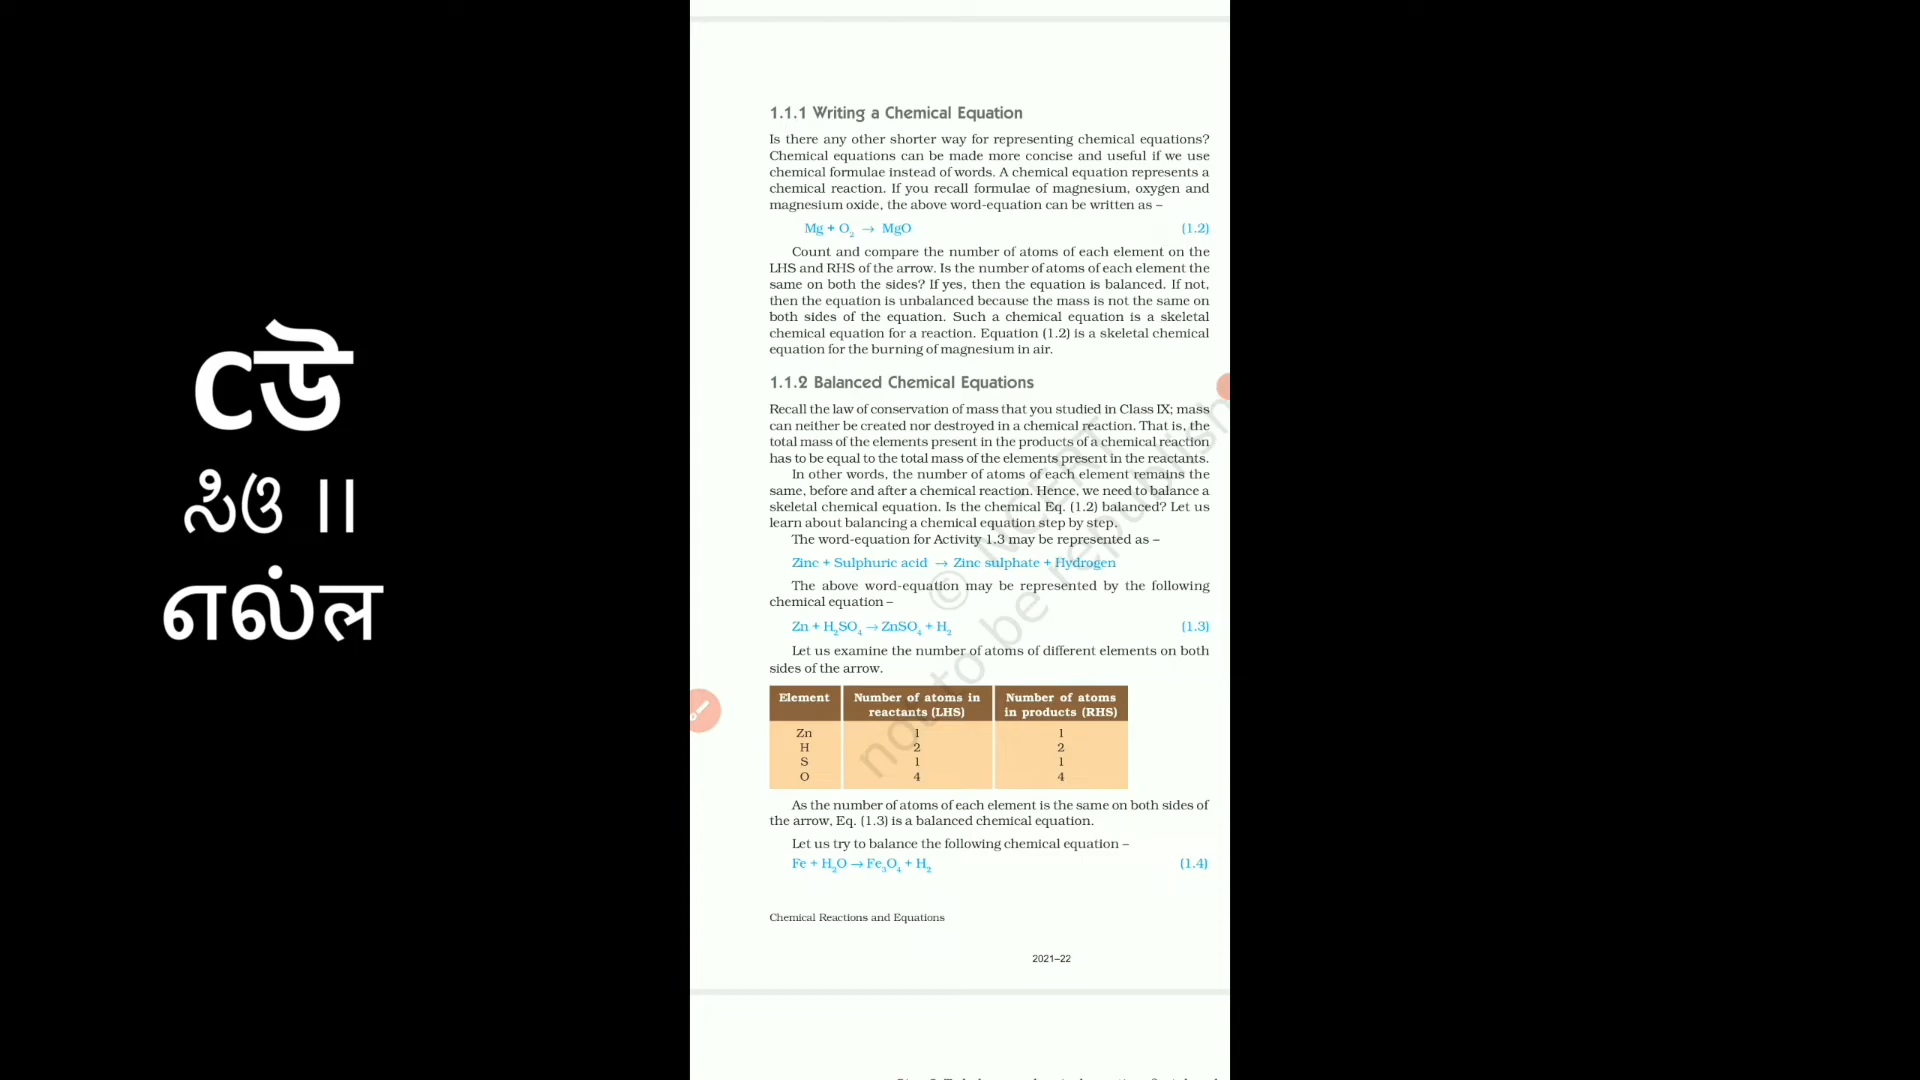 Cউ
ஃஒ ||
எல்ல
1.1.1 Writing a Chemical Equation
Is there any other shorter way for representing chemical equations?
Chemical equations can be made more concise and useful if we use
chemical formulae instead of words. A chemical equation represents a
chemical reaction. If you recall formulae of magnesium, oxygen and
magnesium oxide, the above word-equation can be written as –
Mg + O₂ → MgO (1.2)
Count and compare the number of atoms of each element on the
LHS and RHS of the arrow. Is the number of atoms of each element the
same on both the sides? If yes, then the equation is balanced. If not,
then the equation is unbalanced because the mass is not the same on
both sides of the equation. Such a chemical equation is a skeletal
chemical equation for a reaction. Equation (1.2) is a skeletal chemical
equation for the burning of magnesium in air.
1.1.2 Balanced Chemical Equations
Recall the law of conservation of mass that you studied in Class IX; mass
can neither be created nor destroyed in a chemical reaction. That is, the
total mass of the elements present in the products of a chemical reaction
has to be equal to the total mass of the elements present in the reactants.
In other words, the number of atoms of each element remains the
same, before and after a chemical reaction. Hence, we need to balance a
skeletal chemical equation. Is the chemical Eq. (1.2) balanced? Let us
learn about balancing a chemical equation step by step.
The word-equation for Activity 1.3 may be represented as –
Zinc + Sulphuric acid → Zinc sulphate + Hydrogen
The above word-equation may be represented by the following
chemical equation –
Zn + H₂SO₄ → ZnSO₄ + H₂ (1.3)
Let us examine the number of atoms of different elements on both
sides of the arrow.
Element Number of atoms in reactants (LHS) Number of atoms in products (RHS)
Zn 1 1
H 2 2
S 1 1
O 4 4
As the number of atoms of each element is the same on both sides of
the arrow, Eq. (1.3) is a balanced chemical equation.
Let us try to balance the following chemical equation –
Fe + H₂O → Fe₃O₄ + H₂ (1.4)
Chemical Reactions and Equations
2021–22
© NCERT
not to be republish